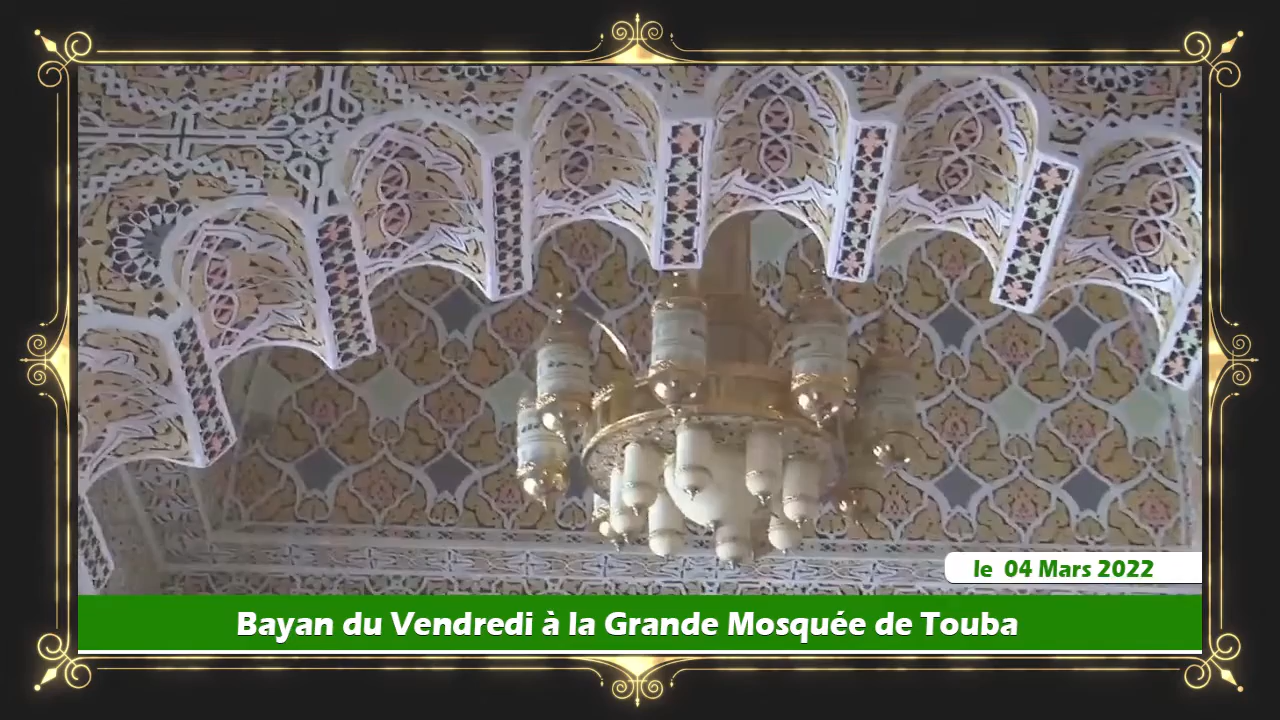 le 04 Mars 2022
Bayan du Vendredi à la Grande Mosquée de Touba